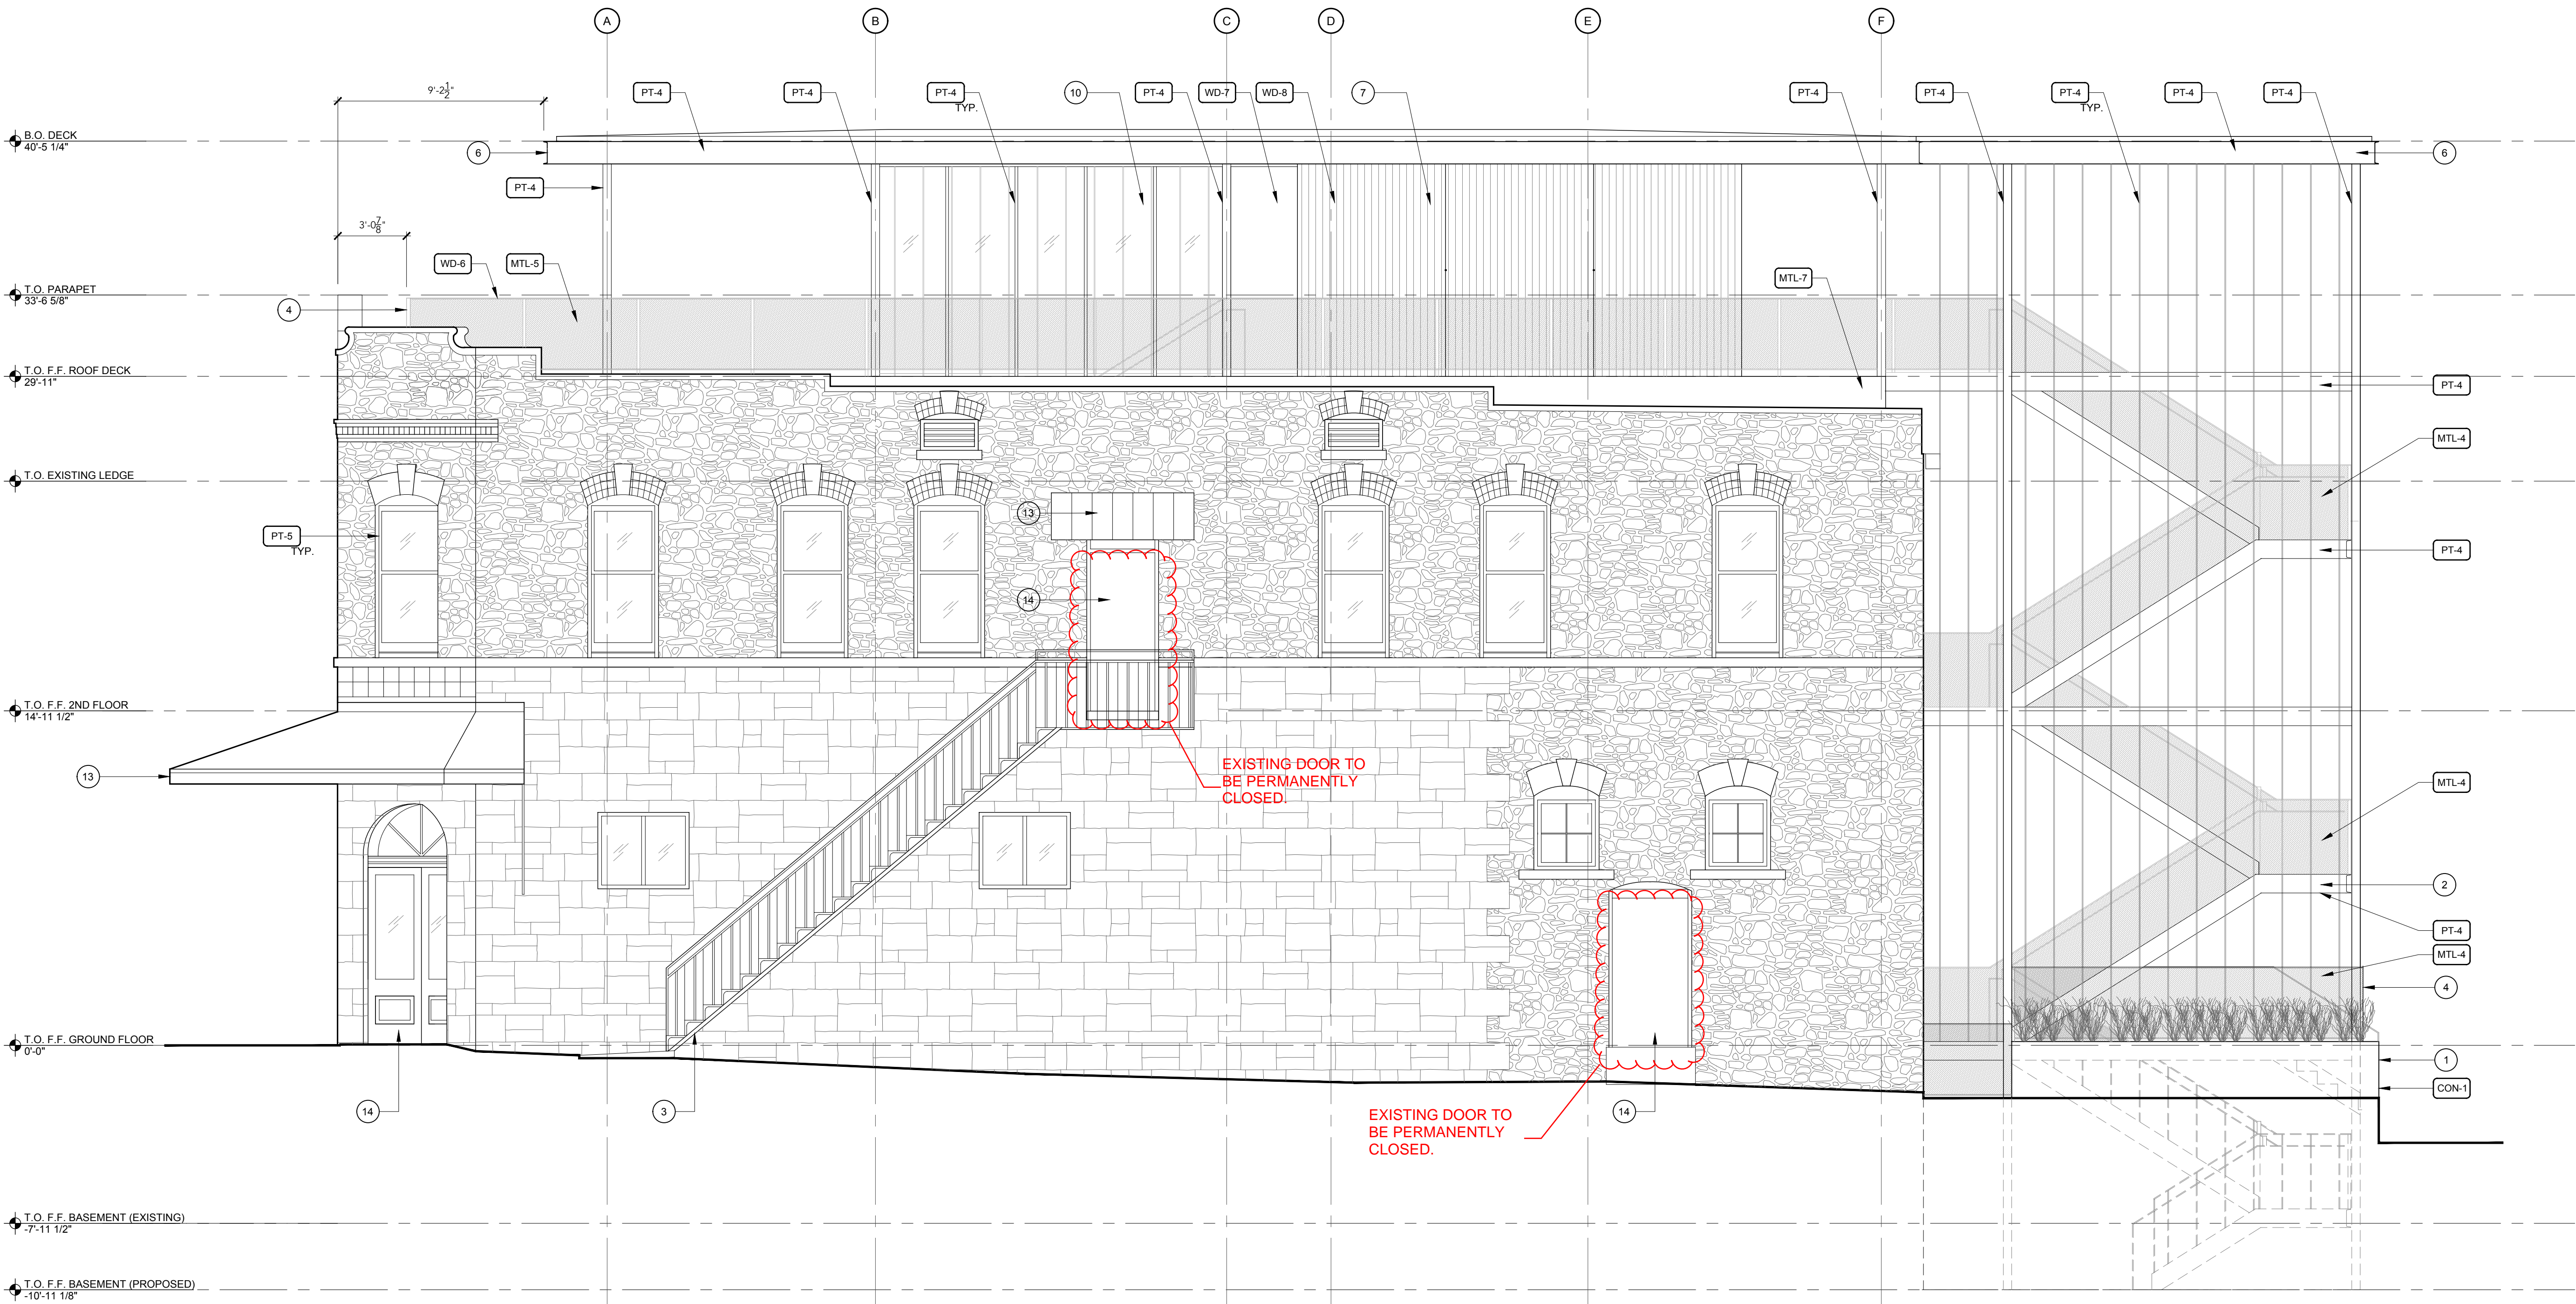 A
B
C
D
E
F
9'-2 1/2"
PT-4
PT-4
PT-4
TYP.
10
PT-4
WD-7
WD-8
7
PT-4
PT-4
PT-4
TYP.
PT-4
PT-4
B.O. DECK
40'-5 1/4"
6
6
PT-4
3'-0 7/8"
WD-6
MTL-5
MTL-7
T.O. PARAPET
33'-6 5/8"
4
T.O. F.F. ROOF DECK
29'-11"
PT-4
MTL-4
T.O. EXISTING LEDGE
13
PT-5
TYP.
PT-4
14
T.O. F.F. 2ND FLOOR
14'-11 1/2"
13
EXISTING DOOR TO
BE PERMANENTLY
CLOSED.
MTL-4
2
PT-4
MTL-4
4
T.O. F.F. GROUND FLOOR
0'-0"
1
CON-1
14
3
EXISTING DOOR TO
BE PERMANENTLY
CLOSED.
14
T.O. F.F. BASEMENT (EXISTING)
-7'-11 1/2"
T.O. F.F. BASEMENT (PROPOSED)
-10'-11 1/8"